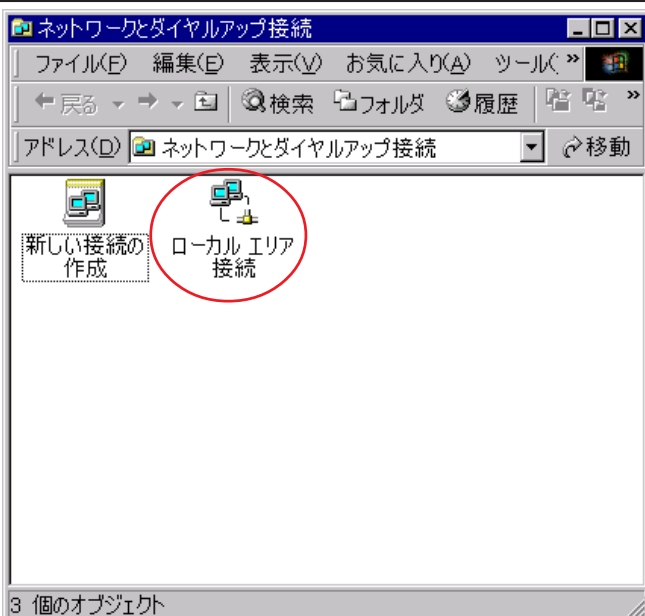 ネットワークとダイヤルアップ接続
ファイル(F) 編集(E) 表示(V) お気に入り(A) ツール( »
戻る 検索 フォルダ 履歴 »
アドレス(D) ネットワークとダイヤルアップ接続 移動
新しい接続の
作成
ローカル エリア
接続
3 個のオブジェクト